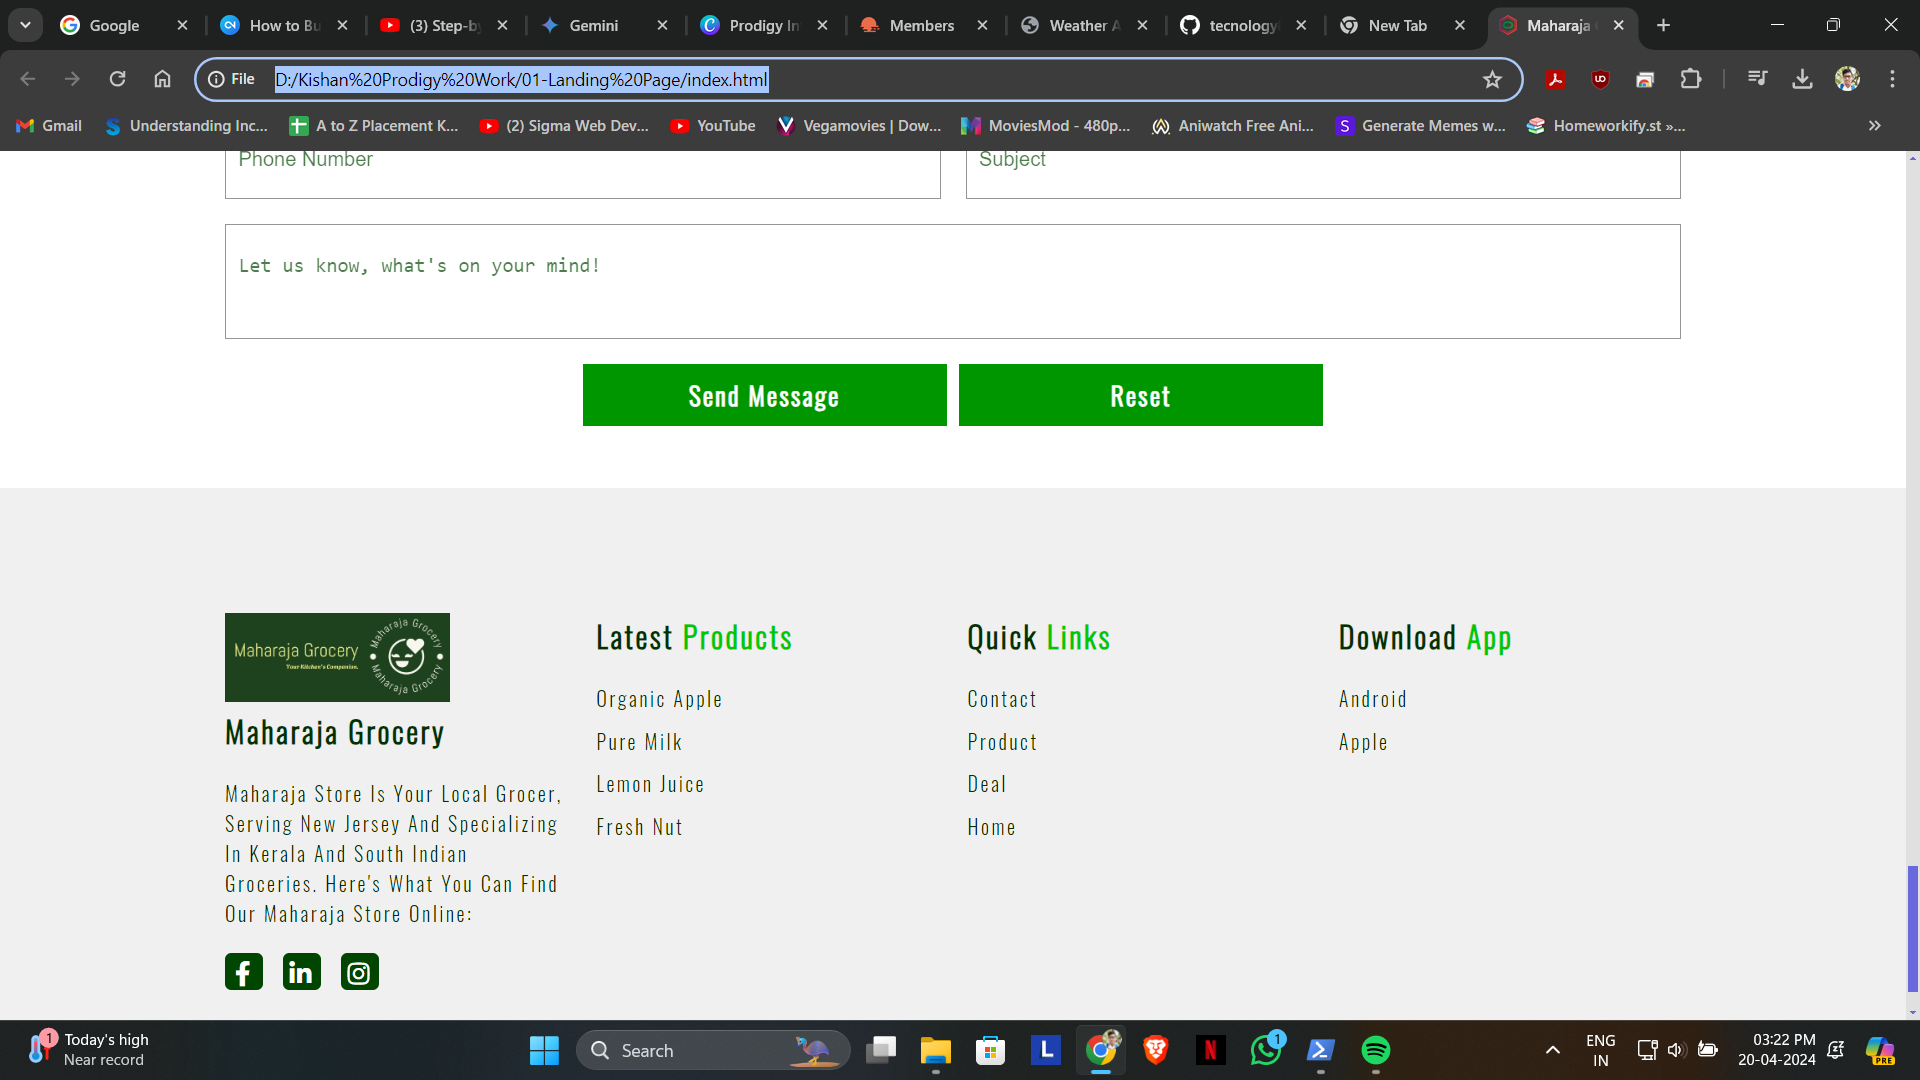 Google
How to Bu
(3) Step-by
Gemini
Prodigy In
Members
Weather A
tecnology
New Tab
Maharaja
File
D:/Kishan%20Prodigy%20Work/01-Landing%20Page/index.html
Gmail
Understanding Inc...
A to Z Placement K...
(2) Sigma Web Dev...
YouTube
Vegamovies | Dow...
MoviesMod - 480p...
Aniwatch Free Ani...
Generate Memes w...
Homeworkify.st »...
Phone Number
Subject
Let us know, what's on your mind!
Send Message
Reset
Maharaja Grocery
Your Kitchen's Companion.
Maharaja Grocery
Maharaja Grocery
Maharaja Grocery
Maharaja Store Is Your Local Grocer,
Serving New Jersey And Specializing
In Kerala And South Indian
Groceries. Here's What You Can Find
Our Maharaja Store Online:
Latest Products
Organic Apple
Pure Milk
Lemon Juice
Fresh Nut
Quick Links
Contact
Product
Deal
Home
Download App
Android
Apple
1
Today's high
Near record
Search
L
N
1
ENG
IN
03:22 PM
20-04-2024
PRE